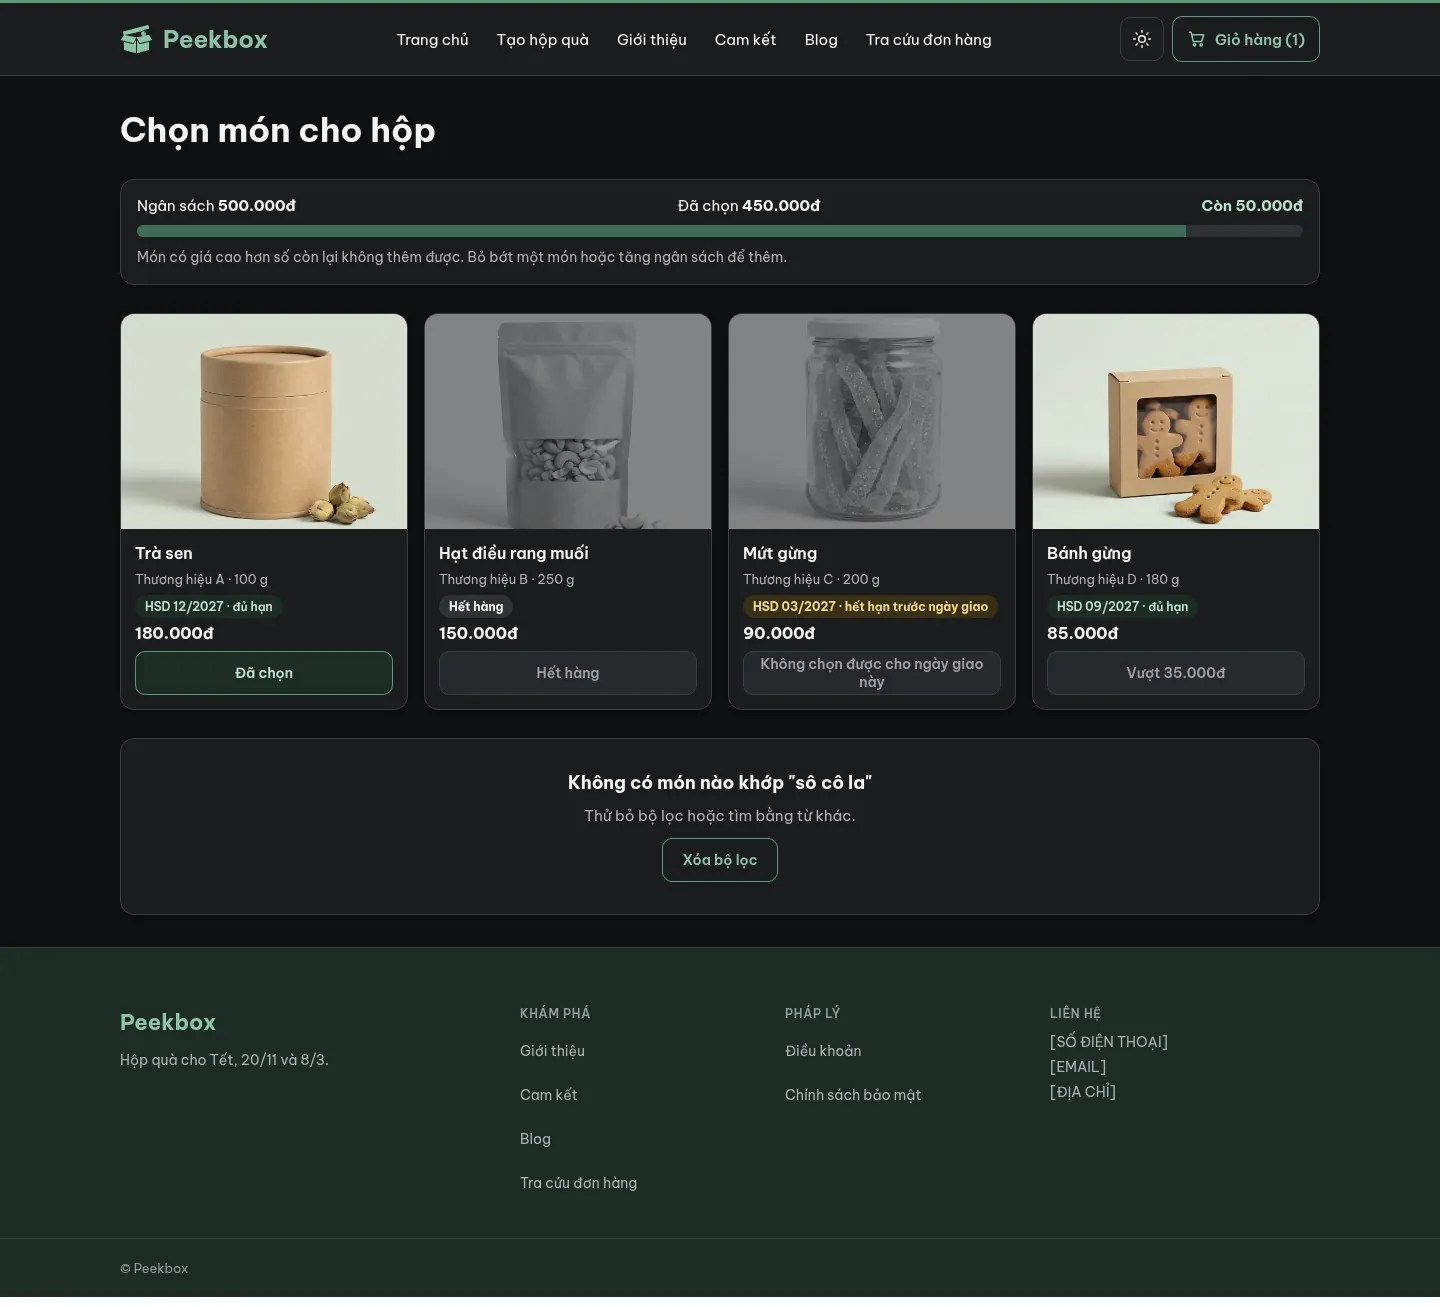 Peekbox
Trang chủ
Tạo hộp quà
Giới thiệu
Cam kết
Blog
Tra cứu đơn hàng
Giỏ hàng (1)
Chọn món cho hộp
Ngân sách 500.000đ
Đã chọn 450.000đ
Còn 50.000đ
Món có giá cao hơn số còn lại không thêm được. Bỏ bớt một món hoặc tăng ngân sách để thêm.
Trà sen
Thương hiệu A · 100 g
HSD 12/2027 · đủ hạn
180.000đ
Đã chọn
Hạt điều rang muối
Thương hiệu B · 250 g
Hết hàng
150.000đ
Hết hàng
Mứt gừng
Thương hiệu C · 200 g
HSD 03/2027 · hết hạn trước ngày giao
90.000đ
Không chọn được cho ngày giao
này
Bánh gừng
Thương hiệu D · 180 g
HSD 09/2027 · đủ hạn
85.000đ
Vượt 35.000đ
Không có món nào khớp "sô cô la"
Thử bỏ bộ lọc hoặc tìm bằng từ khác.
Xóa bộ lọc
Peekbox
Hộp quà cho Tết, 20/11 và 8/3.
KHÁM PHÁ
Giới thiệu
Cam kết
Blog
Tra cứu đơn hàng
PHÁP LÝ
Điều khoản
Chính sách bảo mật
LIÊN HỆ
[SỐ ĐIỆN THOẠI]
[EMAIL]
[ĐỊA CHỈ]
© Peekbox